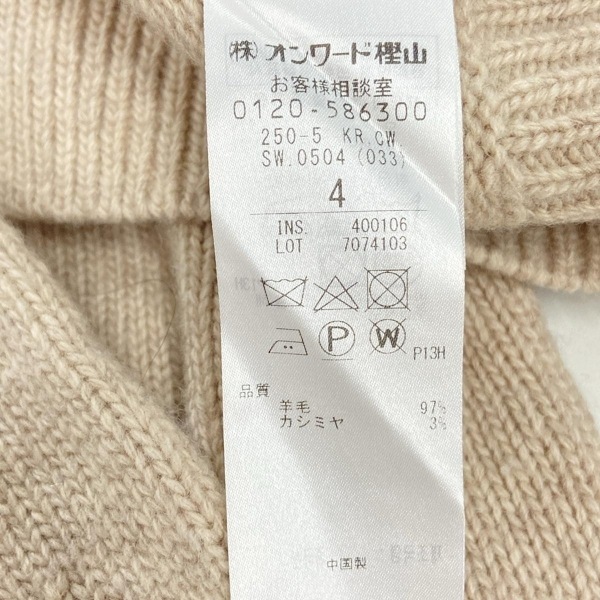 (株)オンワード樫山
お客様相談室
0120-586300
250-5 KR.CW.
SW.0504 (033)
4
INS. 400106
LOT 7074103
P W P13H
品質
羊毛 97%
カシミヤ 3%
中国製